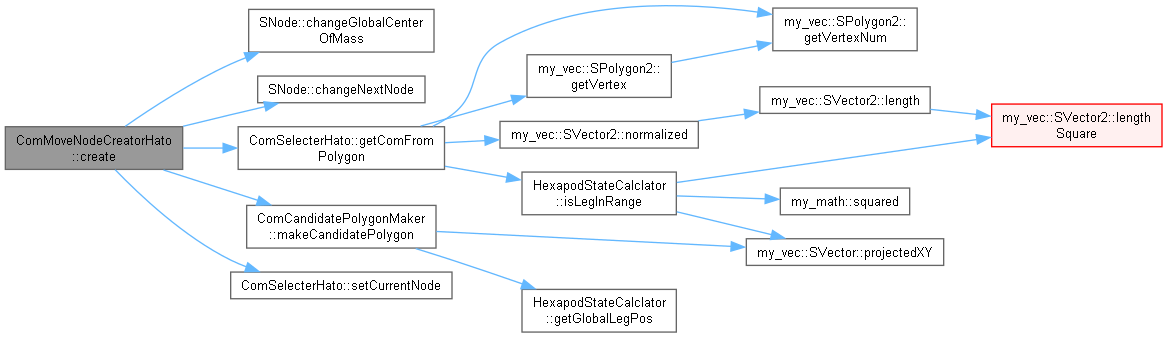 ComMoveNodeCreatorHato
::create
SNode::changeGlobalCenter
OfMass
SNode::changeNextNode
ComSelecterHato::getComFrom
Polygon
ComCandidatePolygonMaker
::makeCandidatePolygon
ComSelecterHato::setCurrentNode
my_vec::SPolygon2::
getVertex
my_vec::SVector2::normalized
HexapodStateCalclator
::isLegInRange
HexapodStateCalclator
::getGlobalLegPos
my_vec::SPolygon2::
getVertexNum
my_vec::SVector2::length
my_math::squared
my_vec::SVector::projectedXY
my_vec::SVector2::length
Square